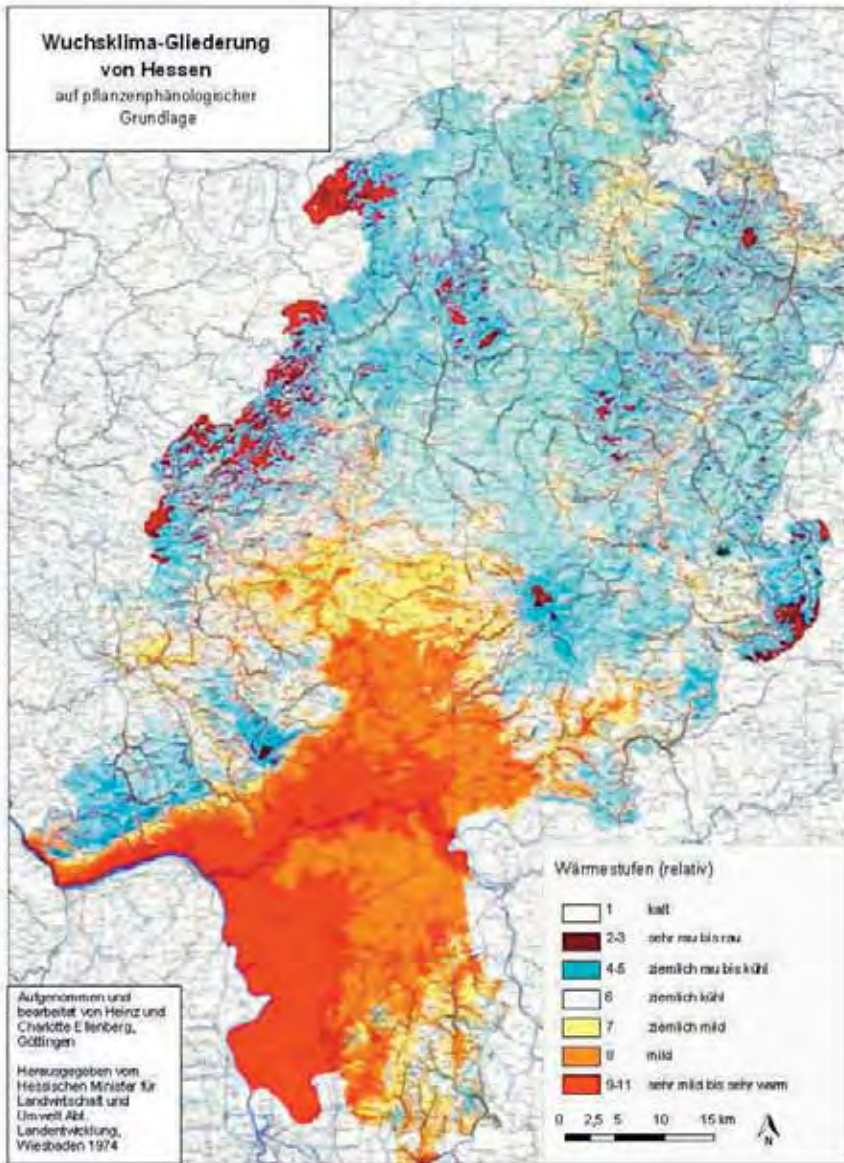 Wuchsklima-Gliederung
von Hessen
auf pflanzenphänologischer
Grundlage
Wärmestufen (relativ)
1 kalt
2-3 sehr rau bis rau
4-5 ziemlich rau bis kühl
6 ziemlich kühl
7 ziemlich mild
8 mild
9-11 sehr mild bis sehr warm
0 2,5 5 10 15 km
N
Aufgenommen und
bearbeitet von Heinz und
Charlotte Ellenberg,
Göttingen
Herausgegeben vom
Hessischen Minister für
Landwirtschaft und
Umwelt Abt.
Landentwicklung,
Wiesbaden 1974